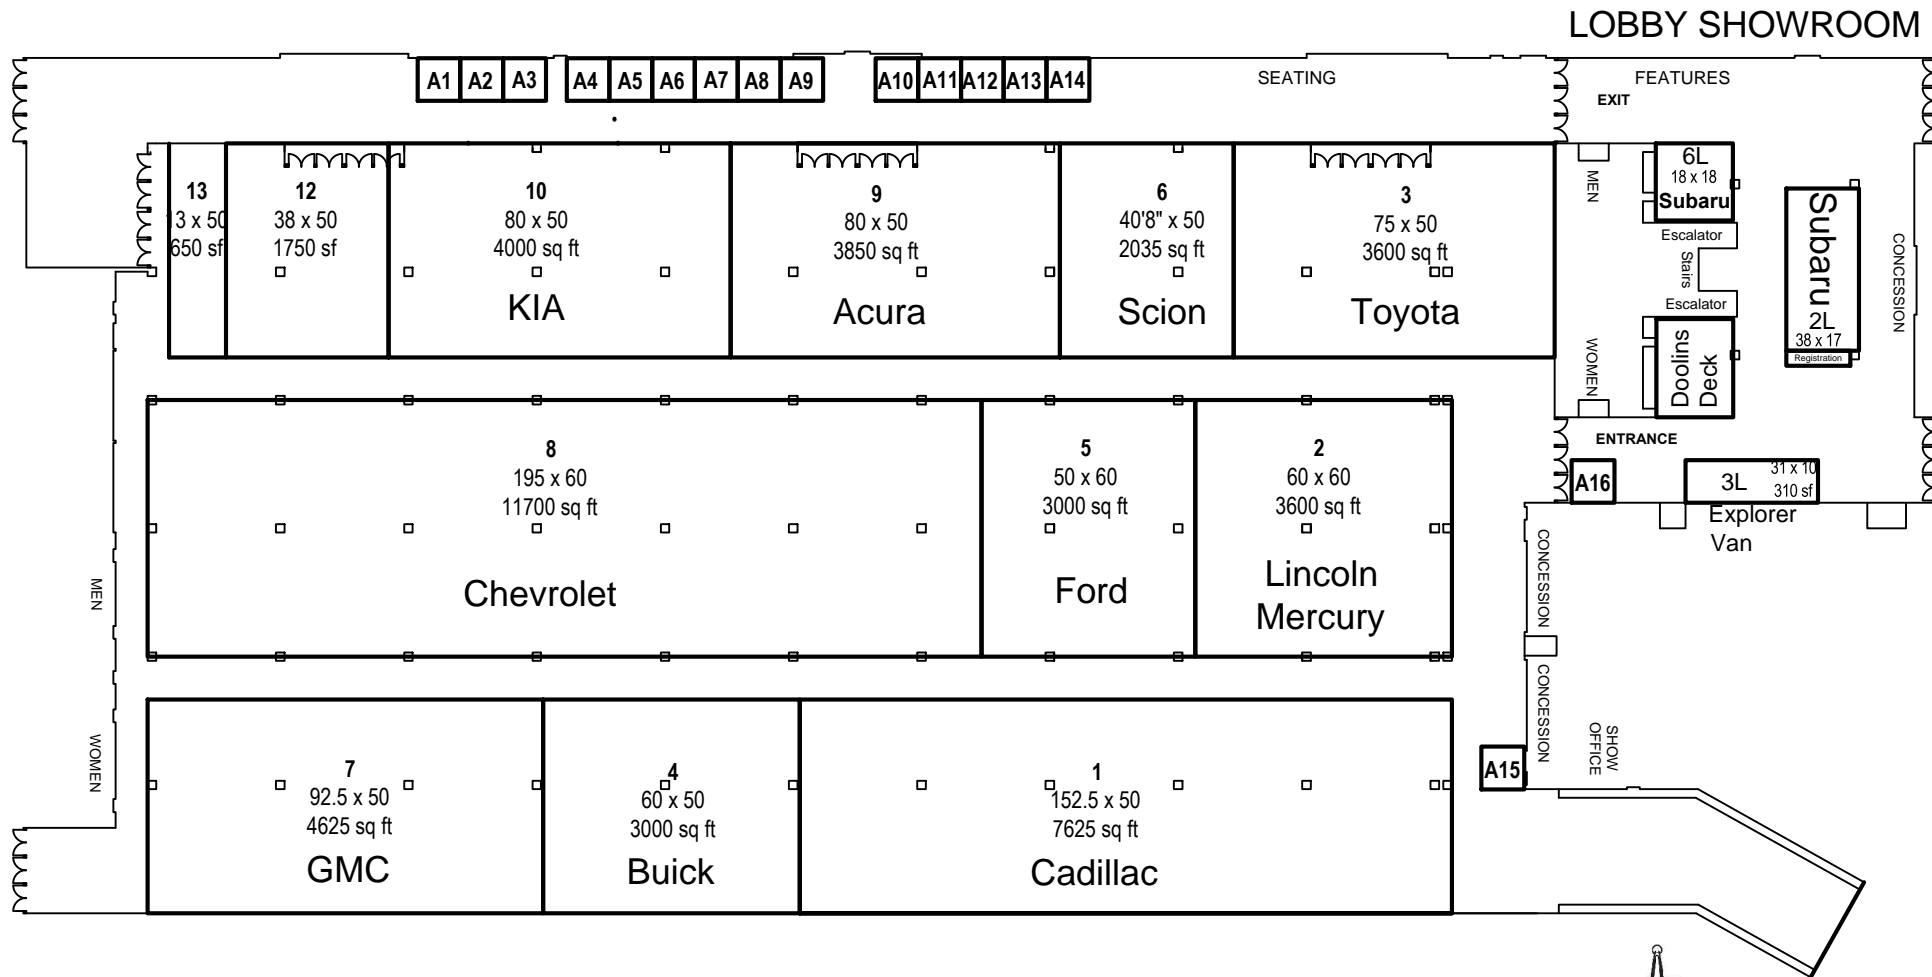 LOBBY SHOWROOM
A1 A2 A3 A4 A5 A6 A7 A8 A9 A10 A11 A12 A13 A14
SEATING
FEATURES
EXIT
13
13 x 50
650 sf
12
38 x 50
1750 sf
10
80 x 50
4000 sq ft
KIA
9
80 x 50
3850 sq ft
Acura
6
40'8" x 50
2035 sq ft
Scion
3
75 x 50
3600 sq ft
Toyota
MEN
6L
18 x 18
Subaru
Escalator
Stairs
Escalator
WOMEN
Doolins
Deck
Subaru
2L
38 x 17
Registration
CONCESSION
ENTRANCE
A16
3L
31 x 10
310 sf
Explorer
Van
8
195 x 60
11700 sq ft
Chevrolet
5
50 x 60
3000 sq ft
Ford
2
60 x 60
3600 sq ft
Lincoln
Mercury
CONCESSION
CONCESSION
MEN
WOMEN
7
92.5 x 50
4625 sq ft
GMC
4
60 x 50
3000 sq ft
Buick
1
152.5 x 50
7625 sq ft
Cadillac
A15
SHOW
OFFICE